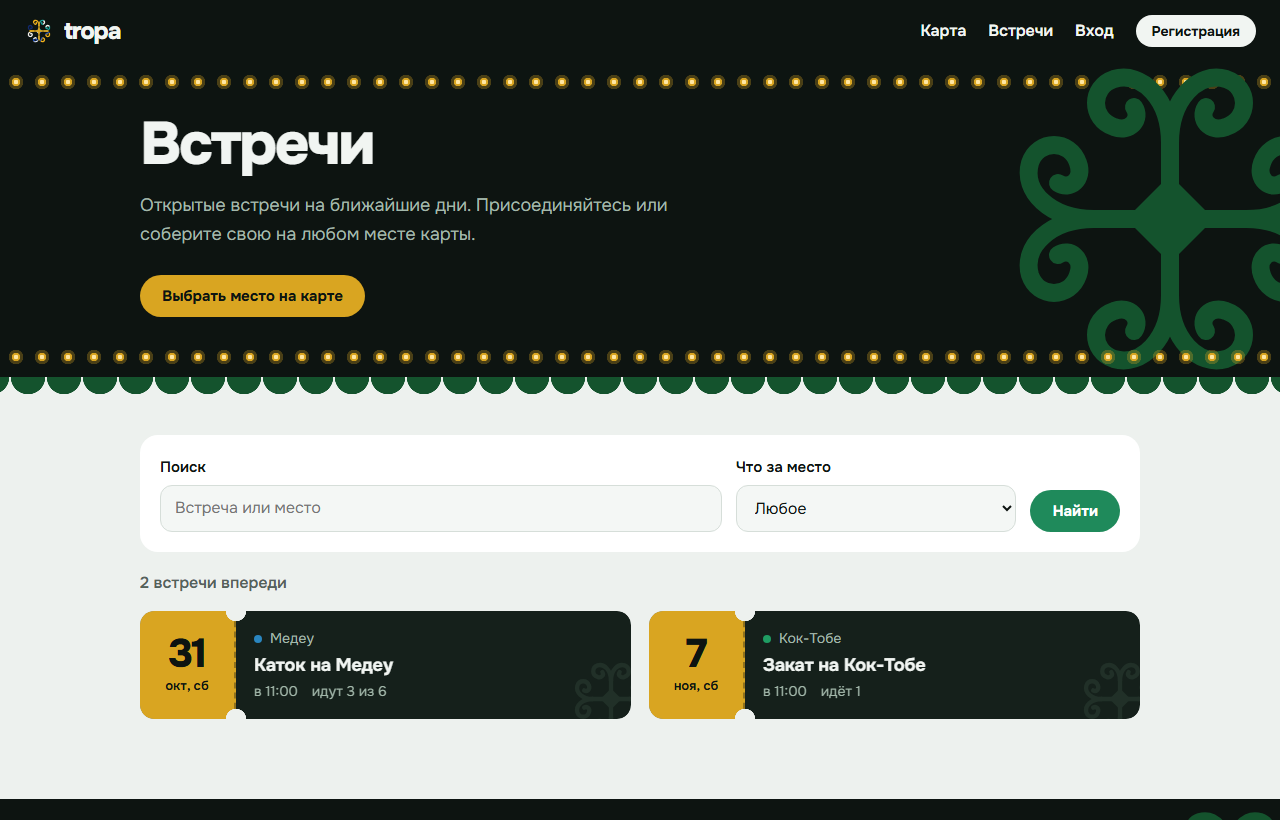 tropa
Карта Встречи Вход Регистрация
Встречи
Открытые встречи на ближайшие дни. Присоединяйтесь или
соберите свою на любом месте карты.
Выбрать место на карте
Поиск
Что за место
Встреча или место
Любое
Найти
2 встречи впереди
31
окт, сб
Медеу
Каток на Медеу
в 11:00 идут 3 из 6
7
ноя, сб
Кок-Тобе
Закат на Кок-Тобе
в 11:00 идёт 1